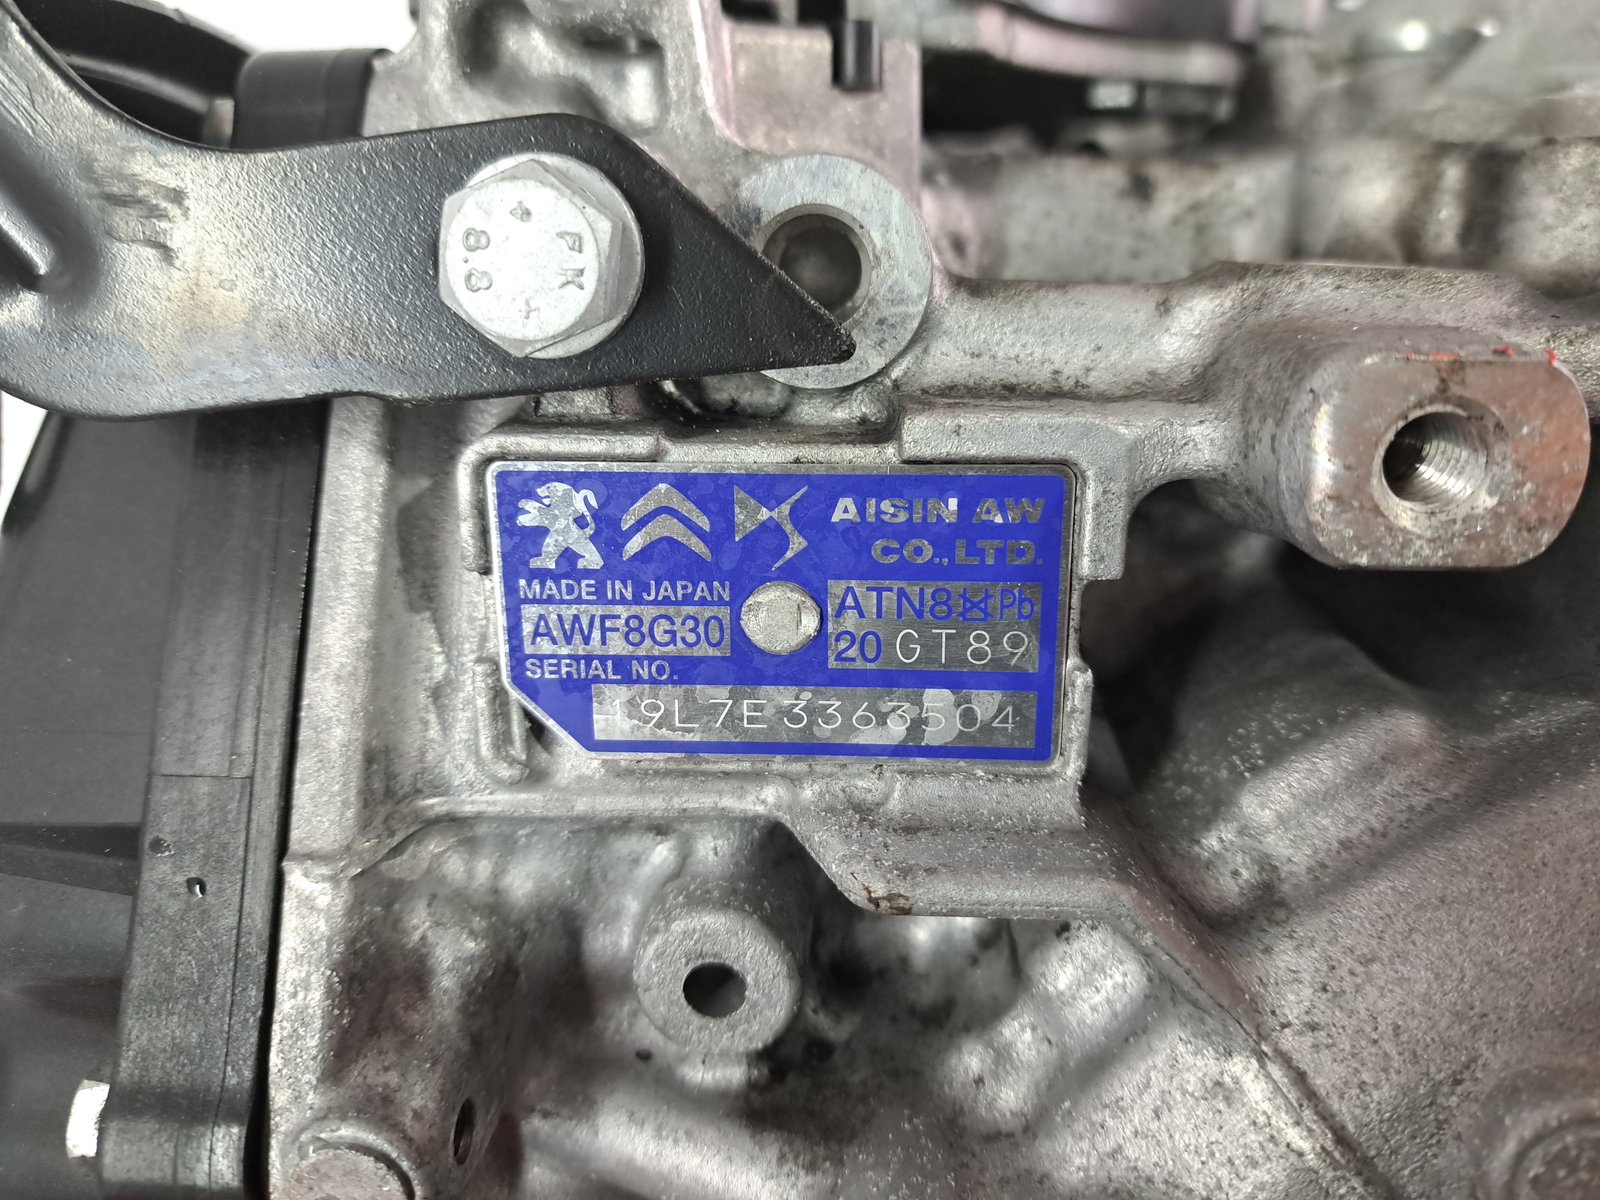 FK
8.8
AISIN AW
CO.,LTD.
MADE IN JAPAN
AWF8G30
ATN8 Pb
20 GT89
SERIAL NO.
19L7E3363504